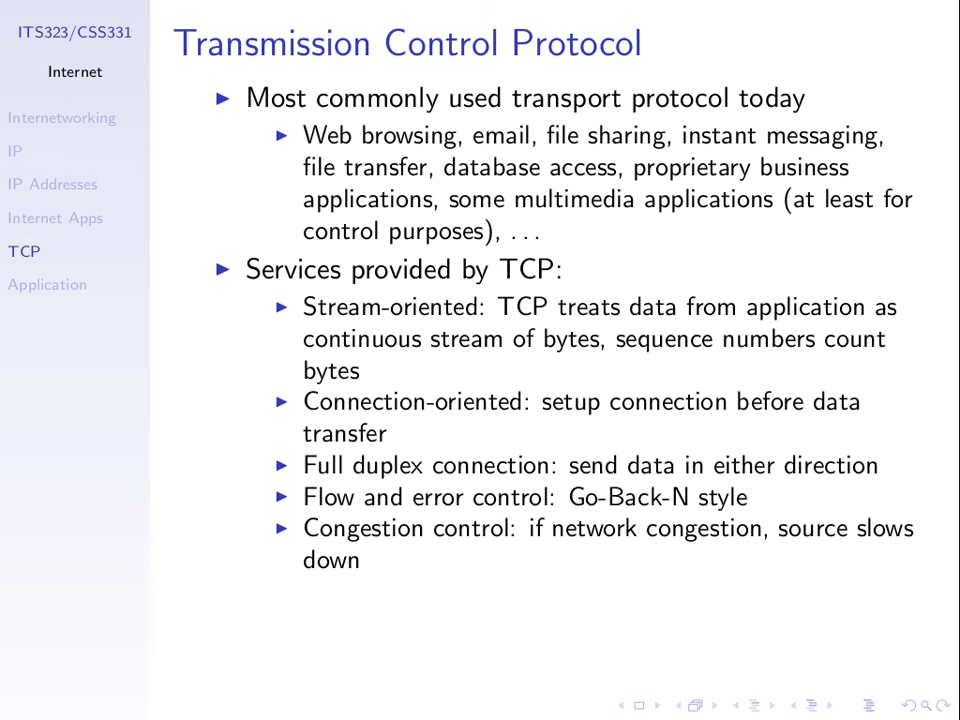 ITS323/CSS331
Internet
Internetworking
IP
IP Addresses
Internet Apps
TCP
Application
Transmission Control Protocol
Most commonly used transport protocol today
Web browsing, email, file sharing, instant messaging,
file transfer, database access, proprietary business
applications, some multimedia applications (at least for
control purposes), . . .
Services provided by TCP:
Stream-oriented: TCP treats data from application as
continuous stream of bytes, sequence numbers count
bytes
Connection-oriented: setup connection before data
transfer
Full duplex connection: send data in either direction
Flow and error control: Go-Back-N style
Congestion control: if network congestion, source slows
down